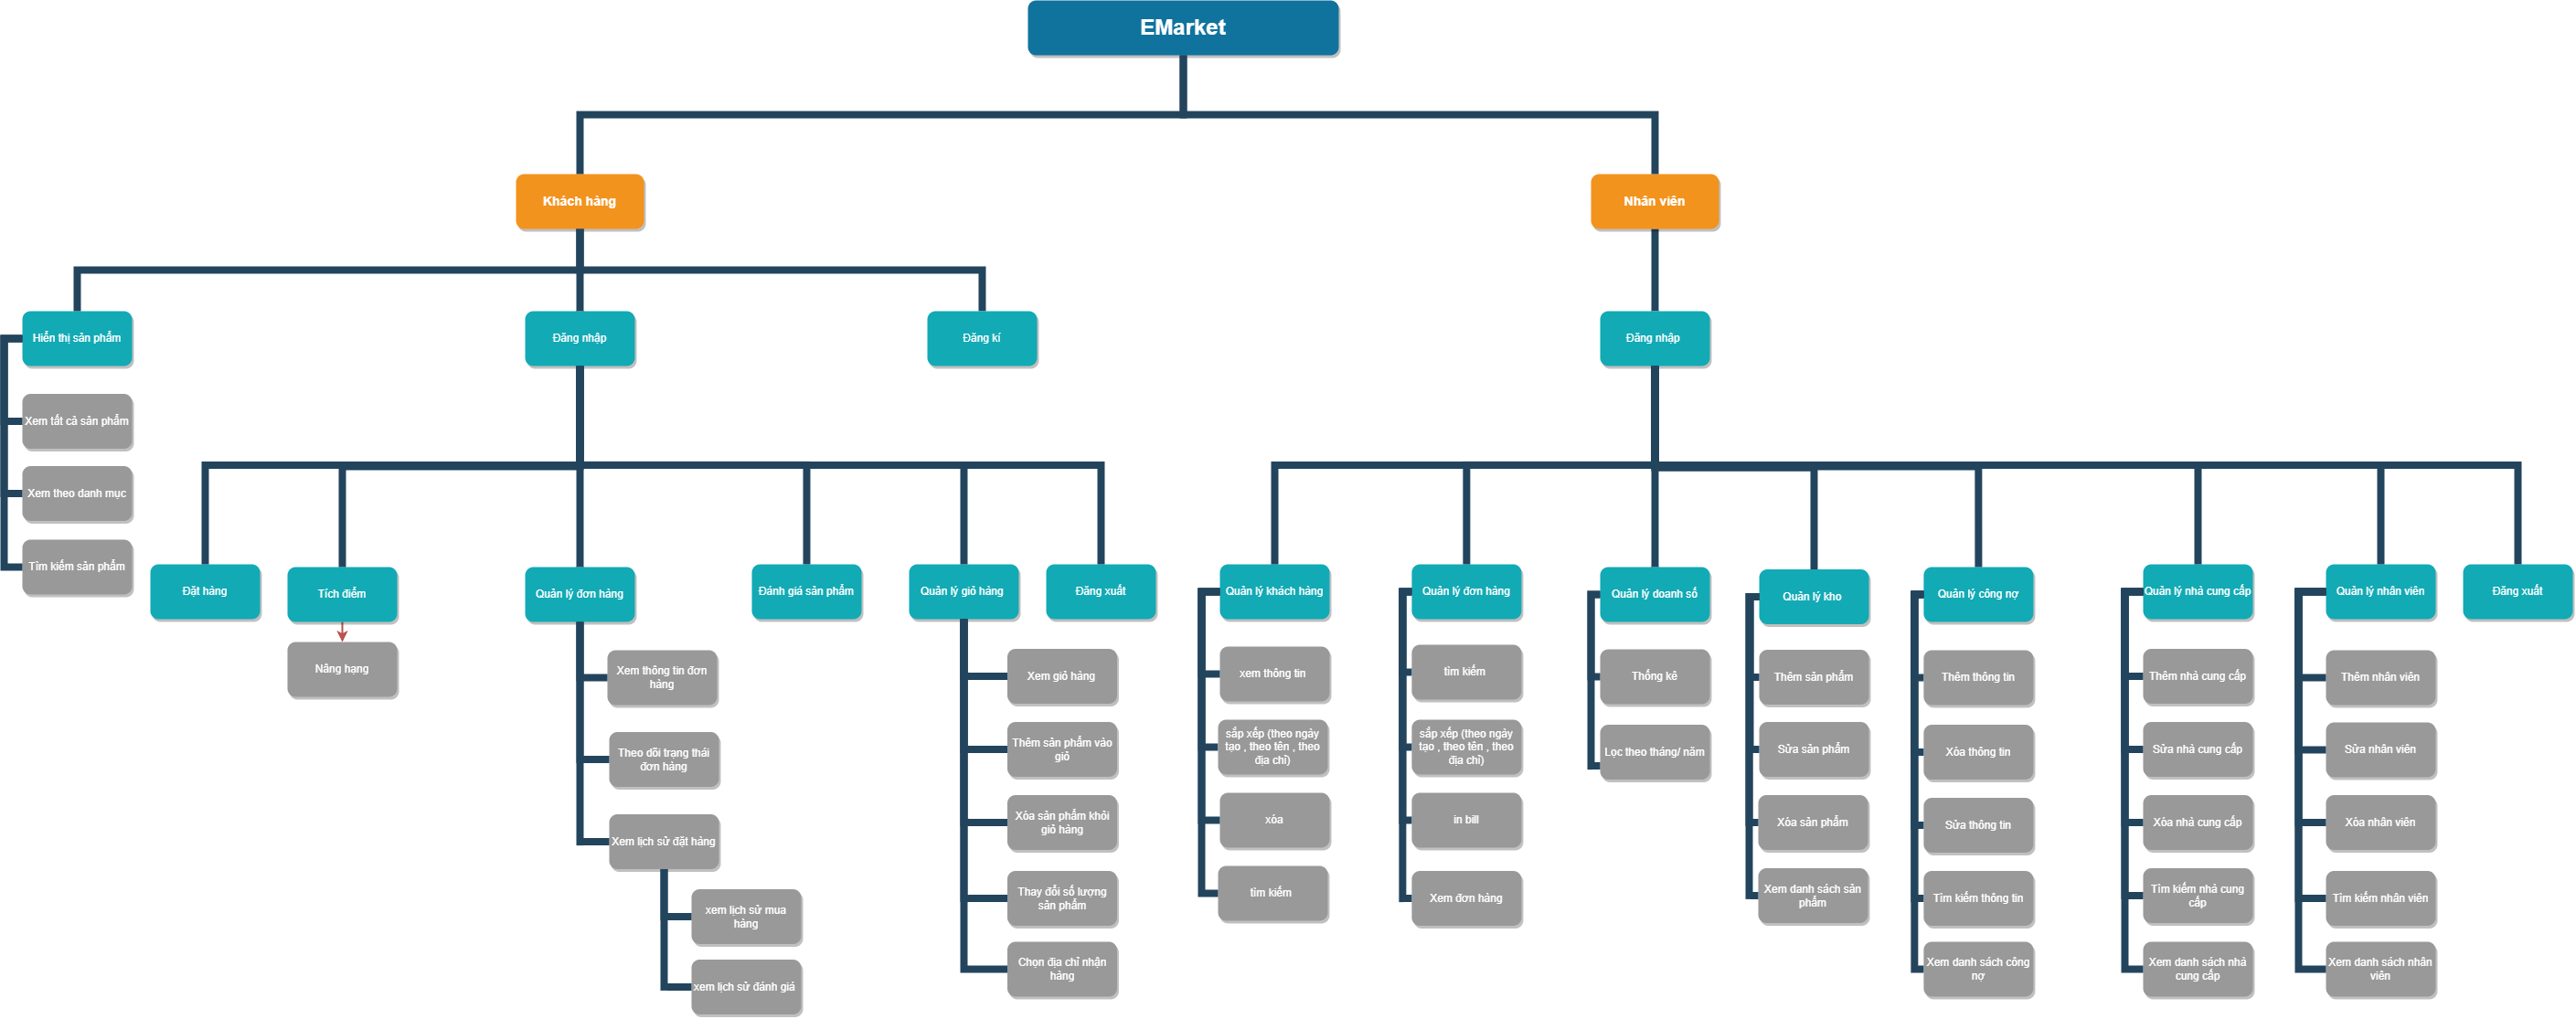 EMarket
Khách hàng
Nhân viên
Hiển thị sản phẩm
Đăng nhập
Đăng kí
Đăng nhập
Xem tất cả sản phẩm
Xem theo danh mục
Tìm kiếm sản phẩm
Đặt hàng
Tích điểm
Quản lý đơn hàng
Đánh giá sản phẩm
Quản lý giỏ hàng
Đăng xuất
Quản lý khách hàng
Quản lý đơn hàng
Quản lý doanh số
Quản lý kho
Quản lý công nợ
Quản lý nhà cung cấp
Quản lý nhân viên
Đăng xuất
Nâng hạng
Xem thông tin đơn
hàng
Theo dõi trạng thái
đơn hàng
Xem lịch sử đặt hàng
xem lịch sử mua
hàng
xem lịch sử đánh giá
Xem giỏ hàng
Thêm sản phẩm vào
giỏ
Xóa sản phẩm khỏi
giỏ hàng
Thay đổi số lượng
sản phẩm
Chọn địa chỉ nhận
hàng
xem thông tin
sắp xếp (theo ngày
tạo , theo tên , theo
địa chỉ)
xóa
tìm kiếm
tìm kiếm
sắp xếp (theo ngày
tạo , theo tên , theo
địa chỉ)
in bill
Xem đơn hàng
Thống kê
Lọc theo tháng/ năm
Thêm sản phẩm
Sửa sản phẩm
Xóa sản phẩm
Xem danh sách sản
phẩm
Thêm thông tin
Xóa thông tin
Sửa thông tin
Tìm kiếm thông tin
Xem danh sách công
nợ
Thêm nhà cung cấp
Sửa nhà cung cấp
Xóa nhà cung cấp
Tìm kiếm nhà cung
cấp
Xem danh sách nhà
cung cấp
Thêm nhân viên
Sửa nhân viên
Xóa nhân viên
Tìm kiếm nhân viên
Xem danh sách nhân
viên